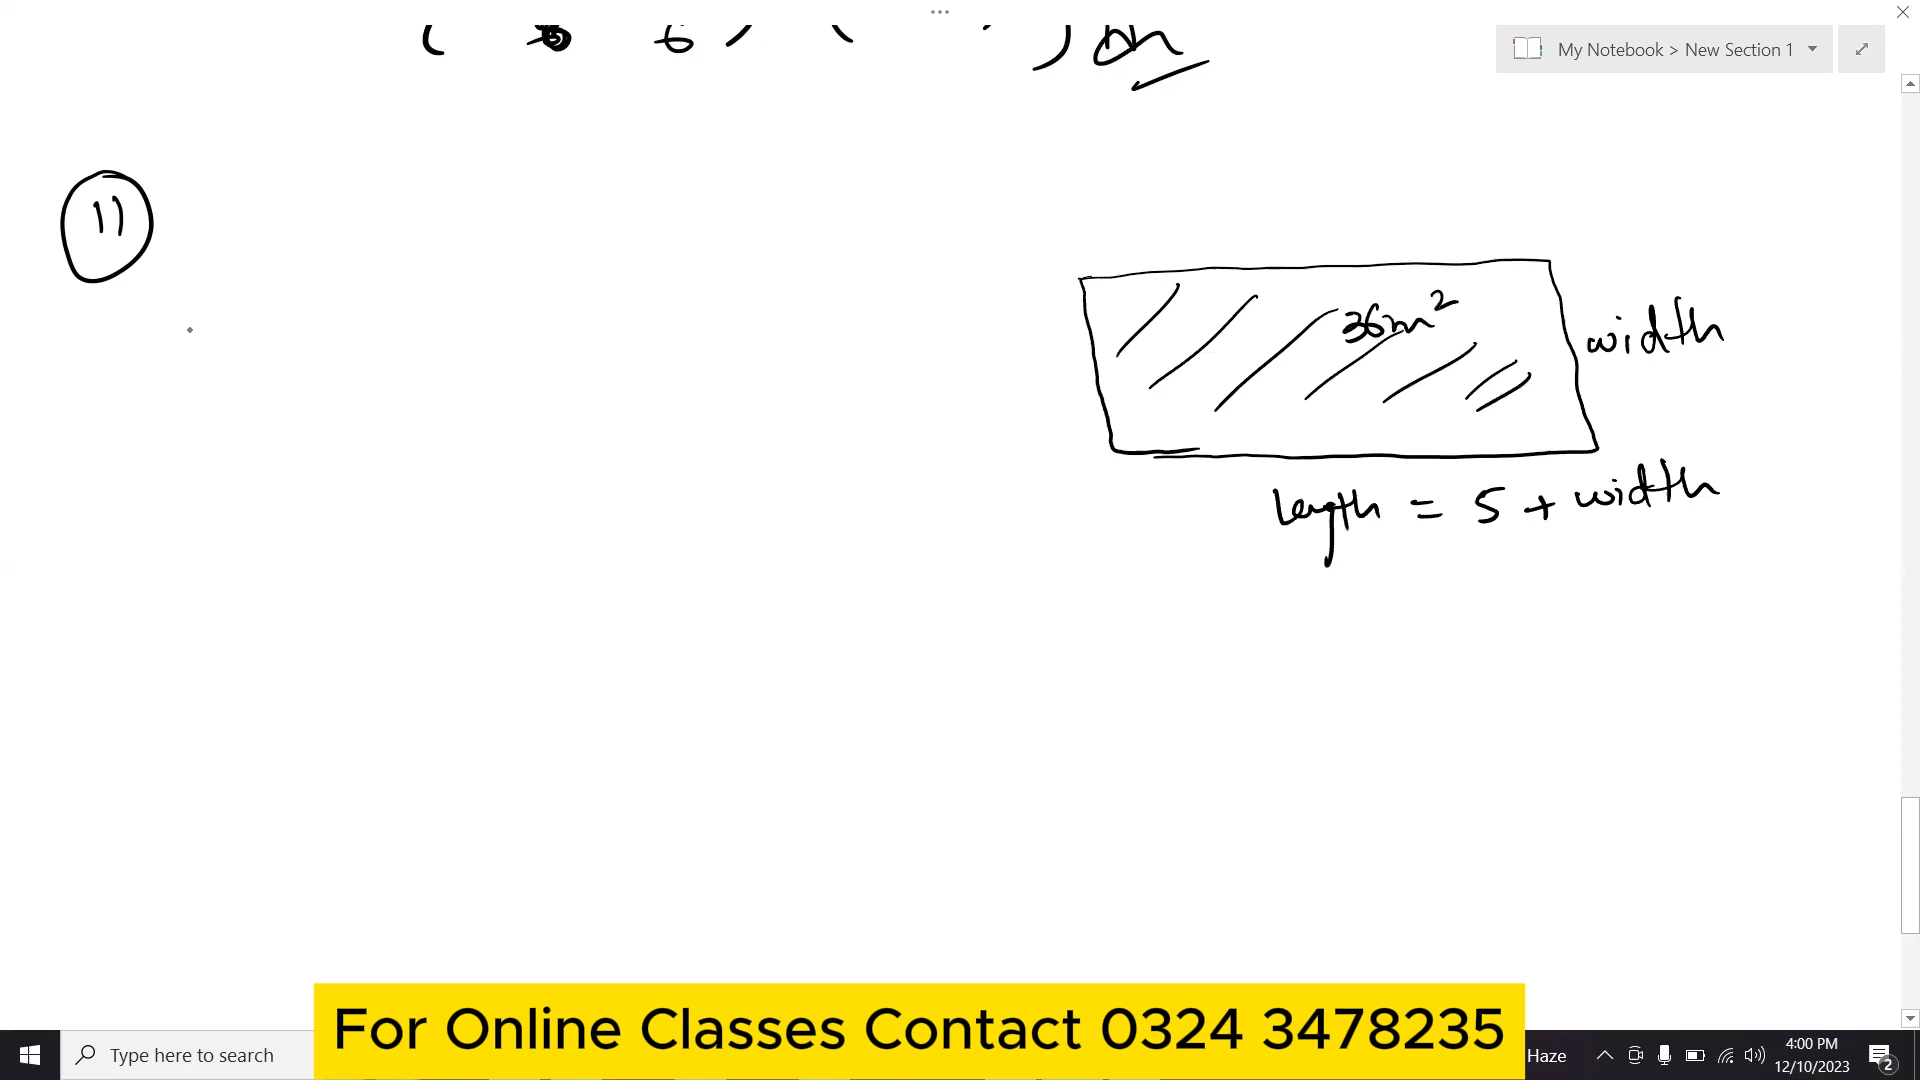 My Notebook > New Section 1
11
36m²
width
length = 5 + width
For Online Classes Contact 0324 3478235
Type here to search
Haze
4:00 PM
12/10/2023
2